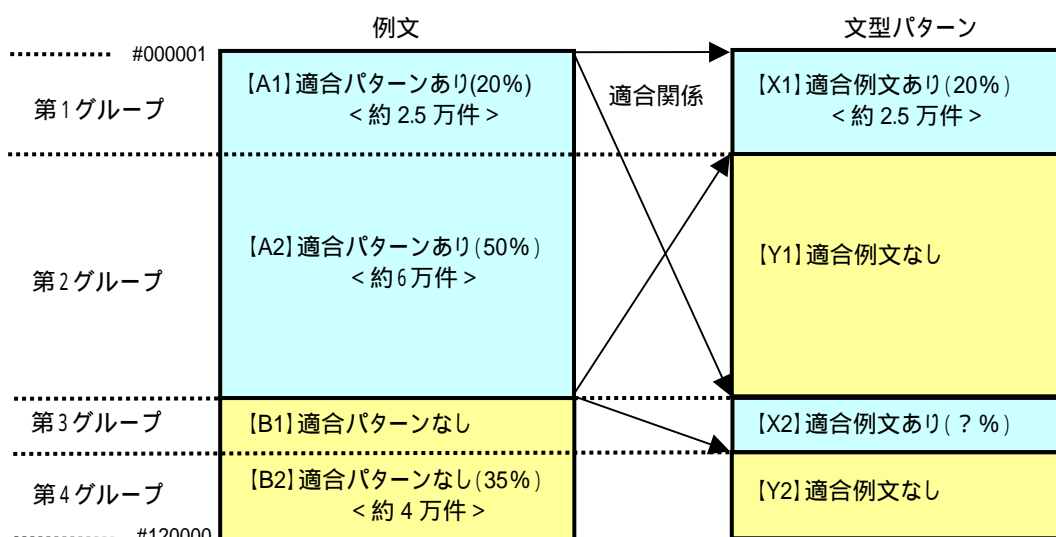 例文
文型パターン
#000001
【A1】適合パターンあり(20%)
<約 2.5 万件>
適合関係
【X1】適合例文あり(20%)
<約 2.5 万件>
第1グループ
【A2】適合パターンあり(50%)
<約6万件>
【Y1】適合例文なし
第2グループ
第3グループ
【B1】適合パターンなし
【X2】適合例文あり(?%)
第4グループ
【B2】適合パターンなし(35%)
<約 4 万件>
【Y2】適合例文なし
#120000